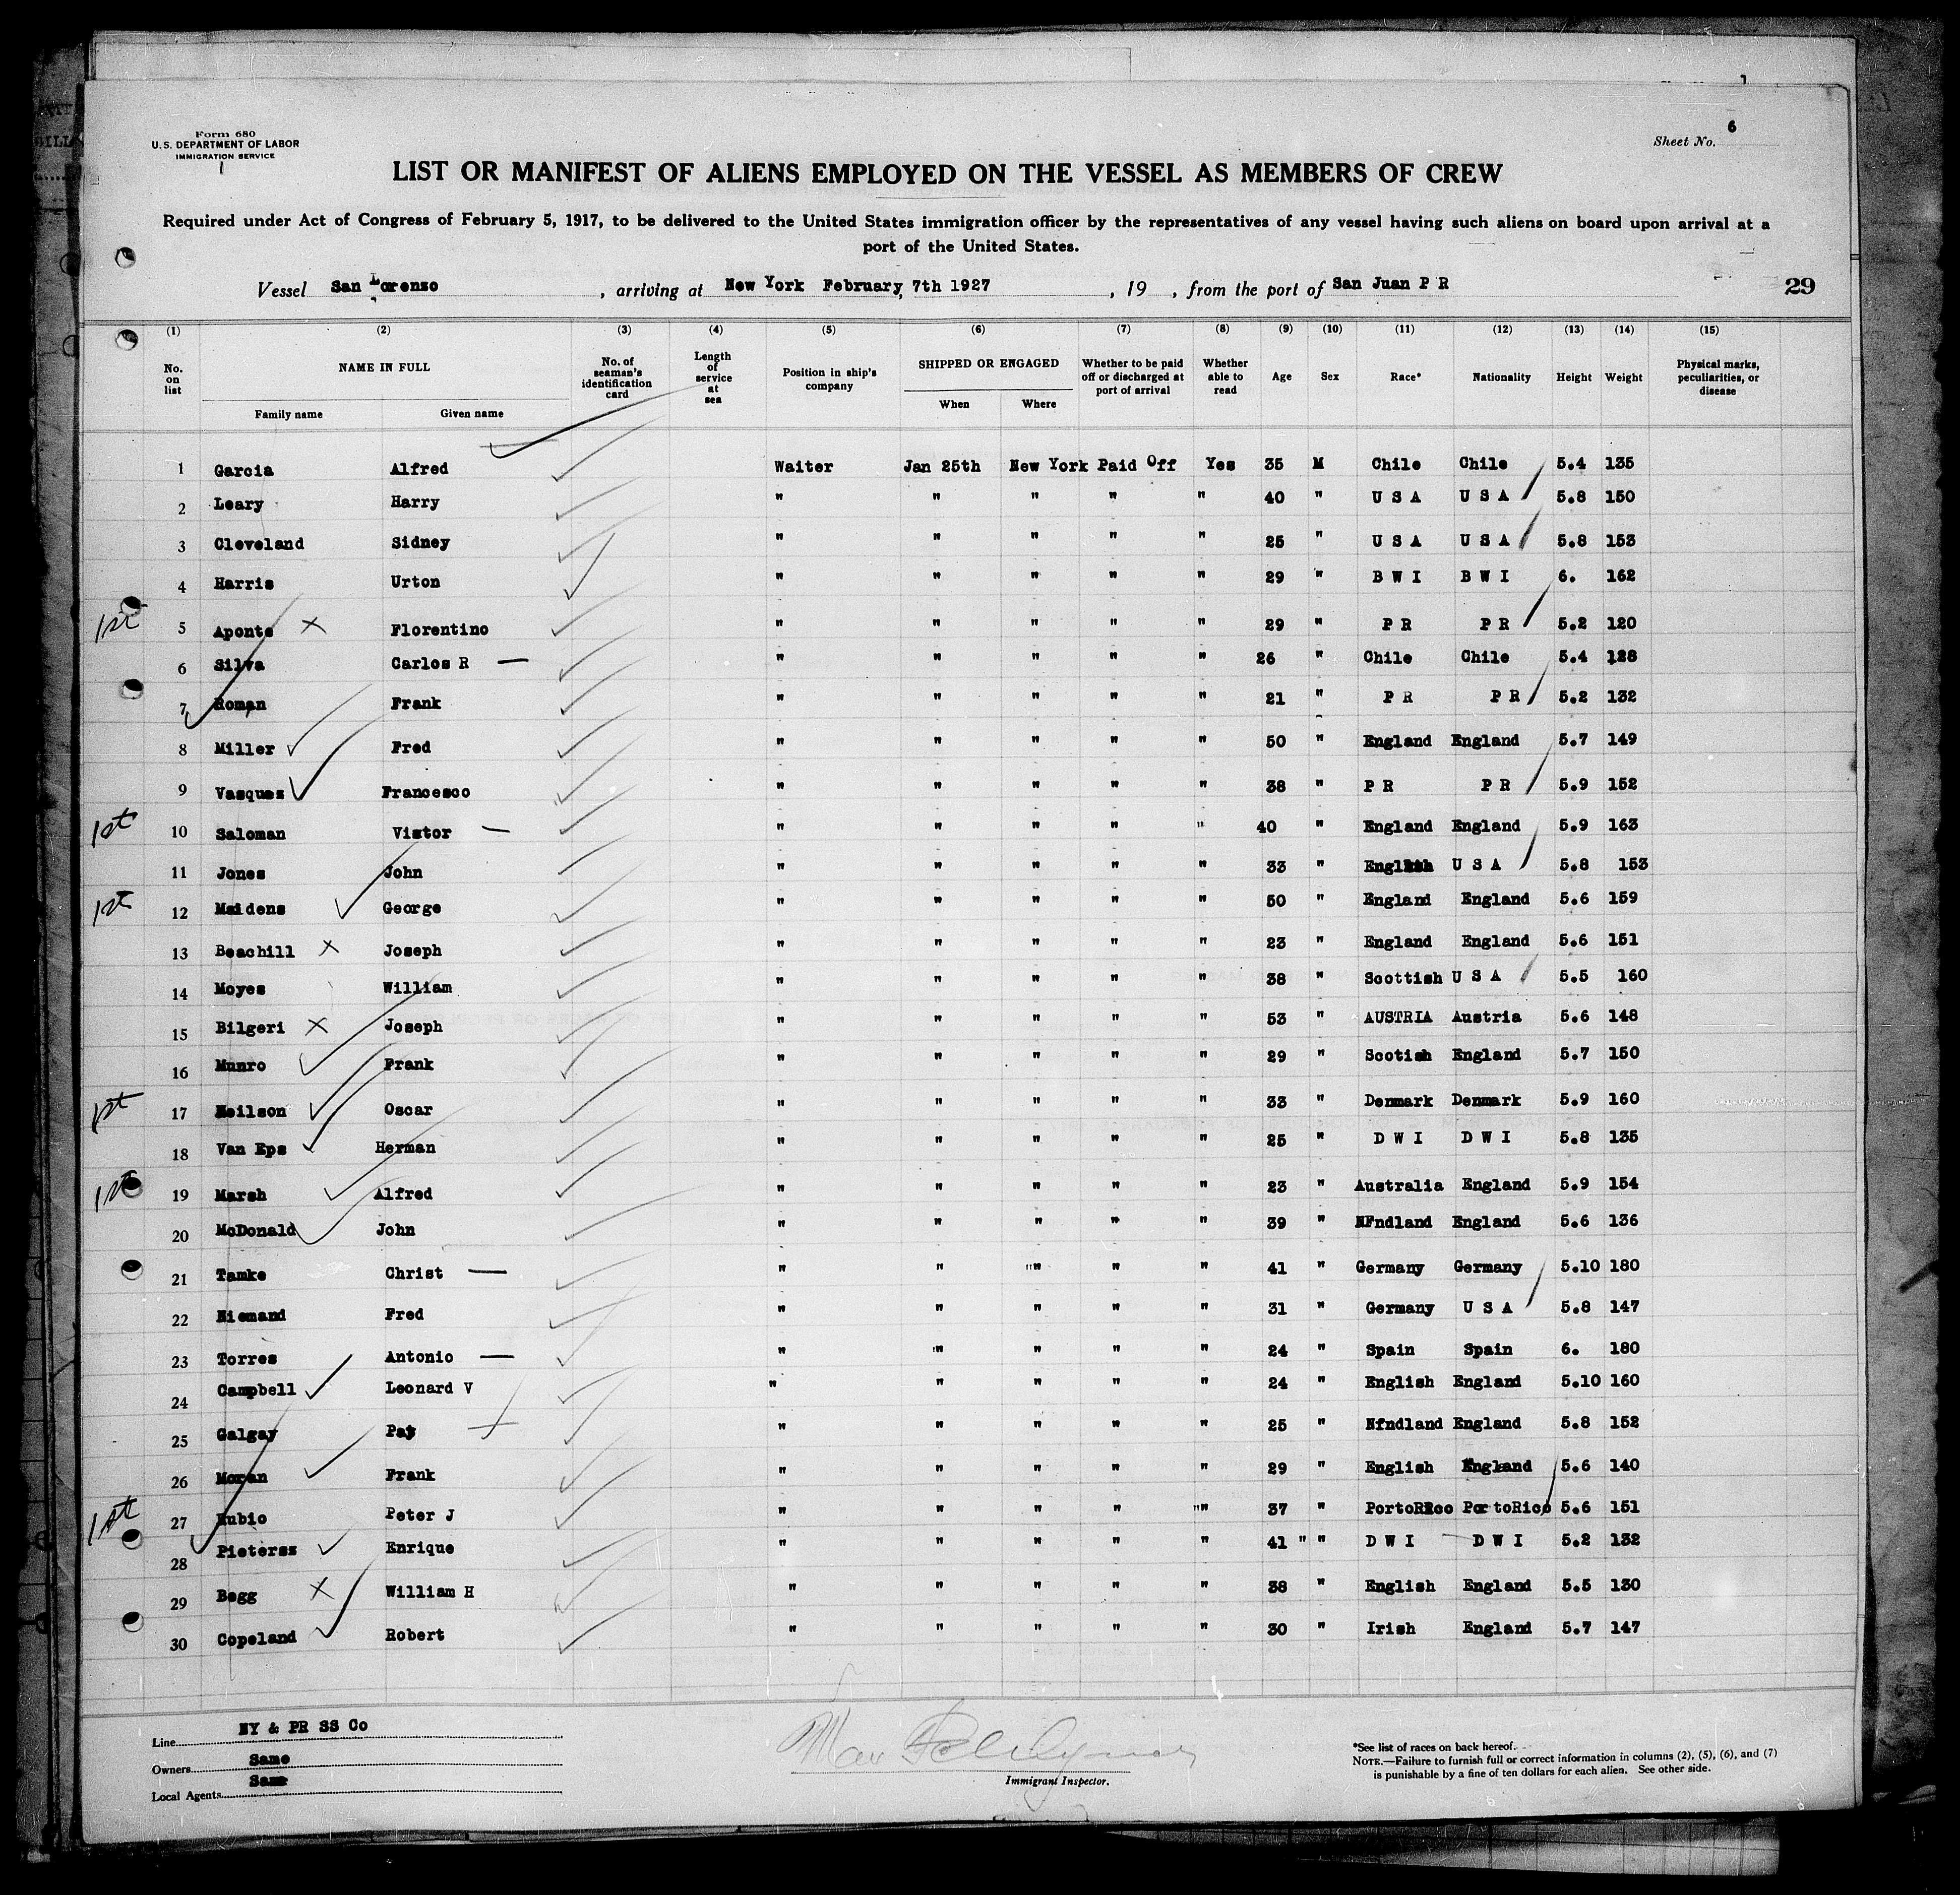 Form 680
U.S. DEPARTMENT OF LABOR
IMMIGRATION SERVICE
Sheet No. 6
LIST OR MANIFEST OF ALIENS EMPLOYED ON THE VESSEL AS MEMBERS OF CREW
Required under Act of Congress of February 5, 1917, to be delivered to the United States immigration officer by the representatives of any vessel having such aliens on board upon arrival at a
port of the United States.
Vessel San Lorenzo, arriving at New York February, 7th 1927, 19 , from the port of San Juan P R 29
(1) (2) (3) (4) (5) (6) (7) (8) (9) (10) (11) (12) (13) (14) (15)
No. on list NAME IN FULL Family name Given name No. of seaman's identification card Length of service at sea Position in ship's company SHIPPED OR ENGAGED When Where Whether to be paid off or discharged at port of arrival Whether able to read Age Sex Race* Nationality Height Weight Physical marks, peculiarities, or disease
1 Garcia Alfred Waiter Jan 25th New York Paid Off Yes 35 M Chile Chile 5.4 135
2 Leary Harry " " " " " 40 " U S A U S A 5.8 150
3 Cleveland Sidney " " " " " 25 " U S A U S A 5.8 153
4 Harris Urton " " " " " 29 " B W I B W I 6. 162
1st 5 Aponte X Florentino " " " " " 29 " P R P R 5.2 120
6 Silva Carlos R — " " " " " 26 " Chile Chile 5.4 128
7 Roman Frank " " " " " 21 " P R P R 5.2 132
8 Miller Fred " " " " " 50 " England England 5.7 149
9 Vasques Francesco " " " " " 38 " P R P R 5.9 152
1st 10 Saloman Vistor — " " " " " 40 " England England 5.9 163
11 Jones John " " " " " 33 " English U S A 5.8 153
1st 12 Maidens George " " " " " 50 " England England 5.6 159
13 Beachill X Joseph " " " " " 23 " England England 5.6 151
14 Moyes William " " " " " 38 " Scottish U S A 5.5 160
15 Bilgeri X Joseph " " " " " 53 " AUSTRIA Austria 5.6 148
16 Munro Frank " " " " " 29 " Scotish England 5.7 150
1st 17 Neilson Oscar " " " " " 33 " Denmark Denmark 5.9 160
18 Van Eps Herman " " " " " 25 " D W I D W I 5.8 135
1st 19 Marsh Alfred " " " " " 23 " Australia England 5.9 154
20 McDonald John " " " " " 39 " NFndland England 5.6 136
21 Tamke Christ — " " " " " 41 " Germany Germany 5.10 180
22 Niemand Fred " " " " " 31 " Germany U S A 5.8 147
23 Torres Antonio — " " " " " 24 " Spain Spain 6. 180
24 Campbell Leonard V " " " " " 24 " English England 5.10 160
25 Galgay Pat " " " " " 25 " Nfndland England 5.8 152
26 Moran Frank " " " " " 29 " English England 5.6 140
1st 27 Rubio Peter J " " " " " 37 " PortoRico PortoRico 5.6 151
28 Pietersz Enrique " " " " " 41 " " D W I D W I 5.2 132
29 Begg X William H " " " " " 38 " English England 5.5 130
30 Copeland Robert " " " " " 30 " Irish England 5.7 147
Line NY & PR SS Co
Owners Same
Local Agents Same
Immigrant Inspector.
*See list of races on back hereof.
NOTE.—Failure to furnish full or correct information in columns (2), (5), (6), and (7)
is punishable by a fine of ten dollars for each alien. See other side.